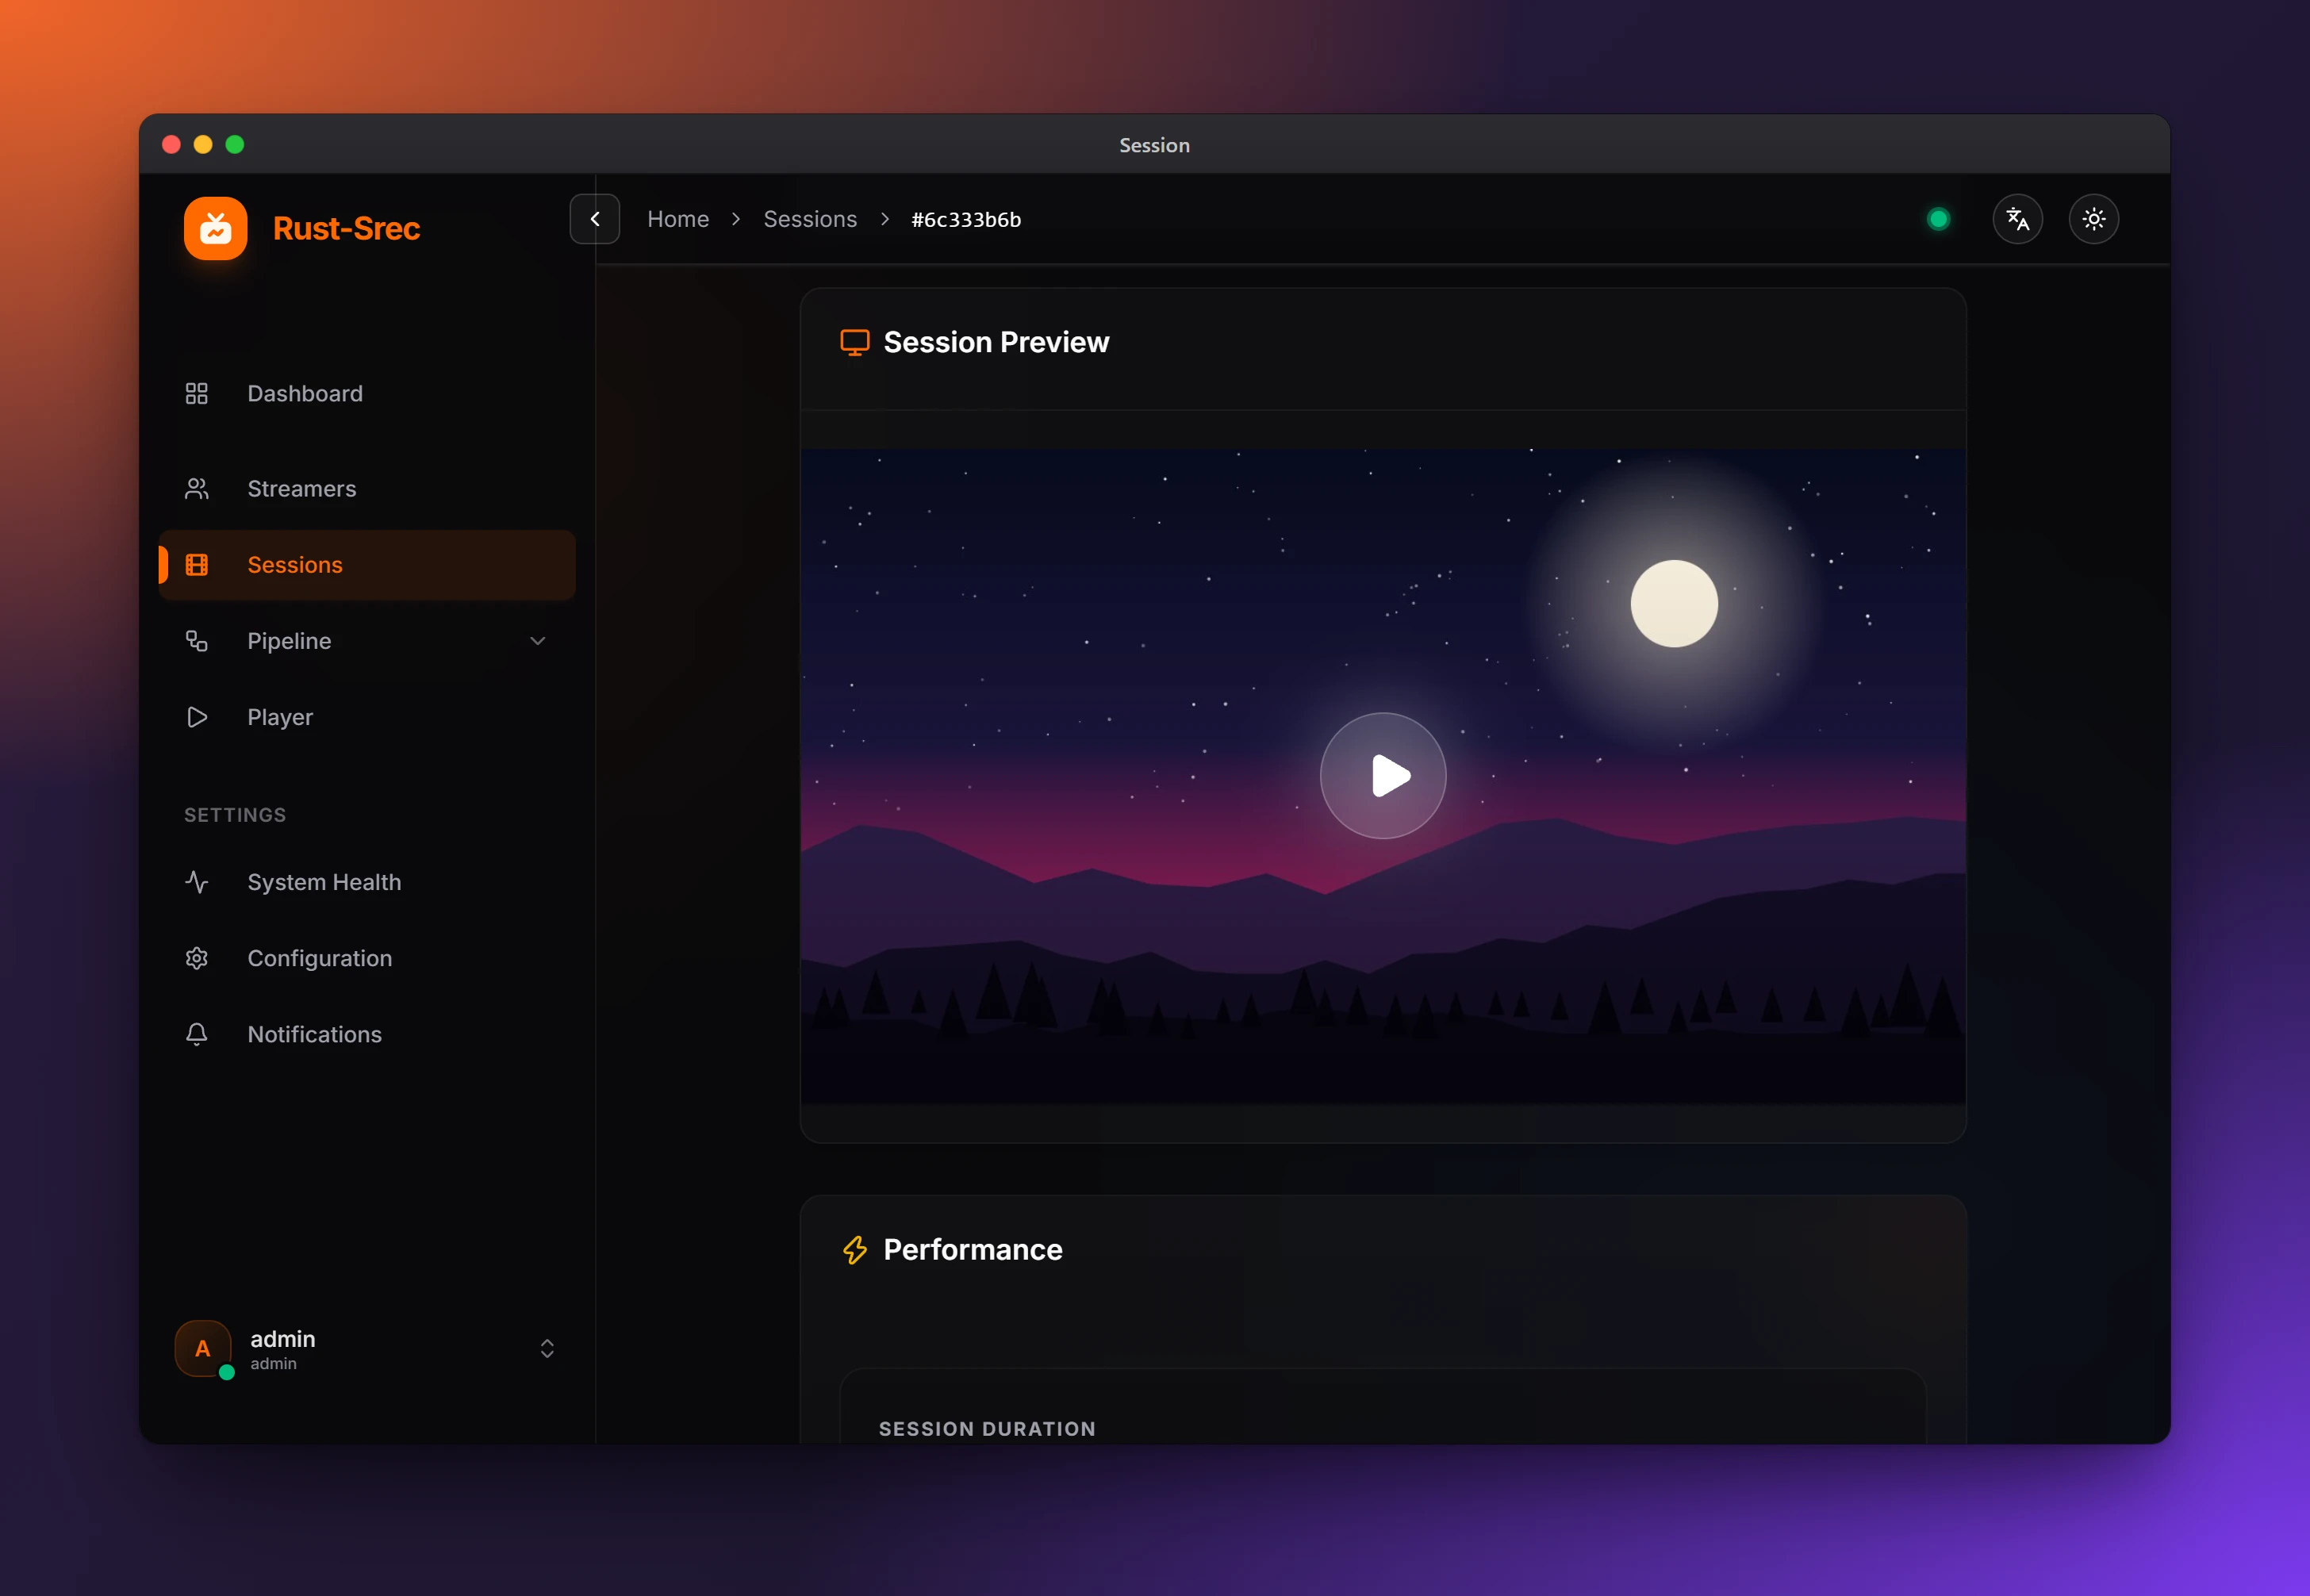 Session
Rust-Srec
Home
Sessions
#6c333b6b
Dashboard
Streamers
Sessions
Pipeline
Player
SETTINGS
System Health
Configuration
Notifications
A
admin
admin
Session Preview
Performance
SESSION DURATION